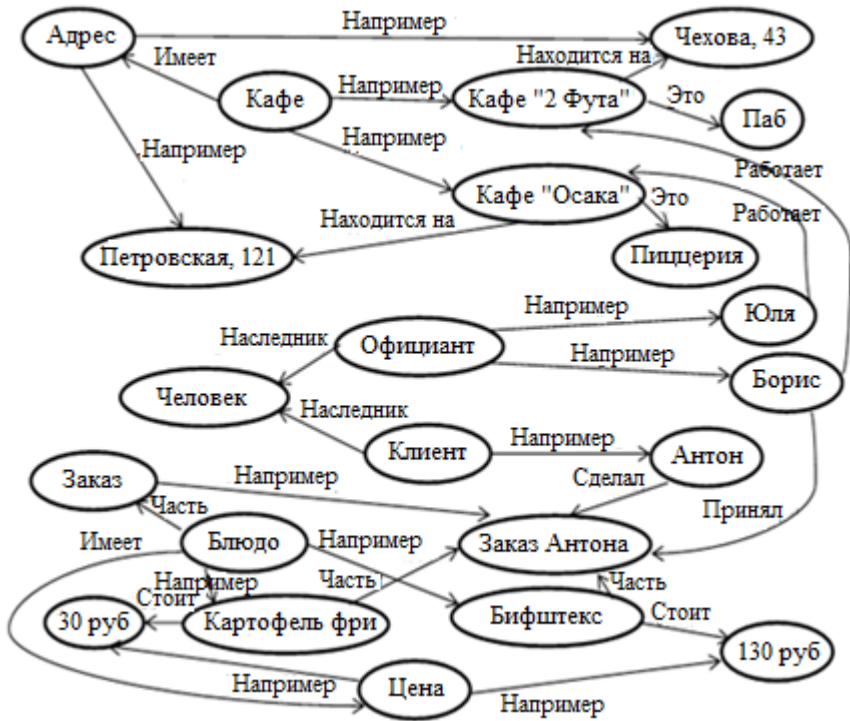 Например
Адрес
Чехова, 43
Имеет
Находится на
Кафе
Например
Кафе "2 Фута"
Это
Паб
Например
Например
Работает
Кафе "Осака"
Это
Находится на
Работает
Петровская, 121
Пиццерия
Например
Юля
Наследник
Официант
Например
Борис
Человек
Наследник
Клиент
Например
Антон
Заказ
Например
Сделал
Часть
Принял
Имеет
Блюдо
Например
Заказ Антона
Например
Часть
Часть
Стоит
30 руб
Картофель фри
Бифштекс
Стоит
130 руб
Например
Цена
Например